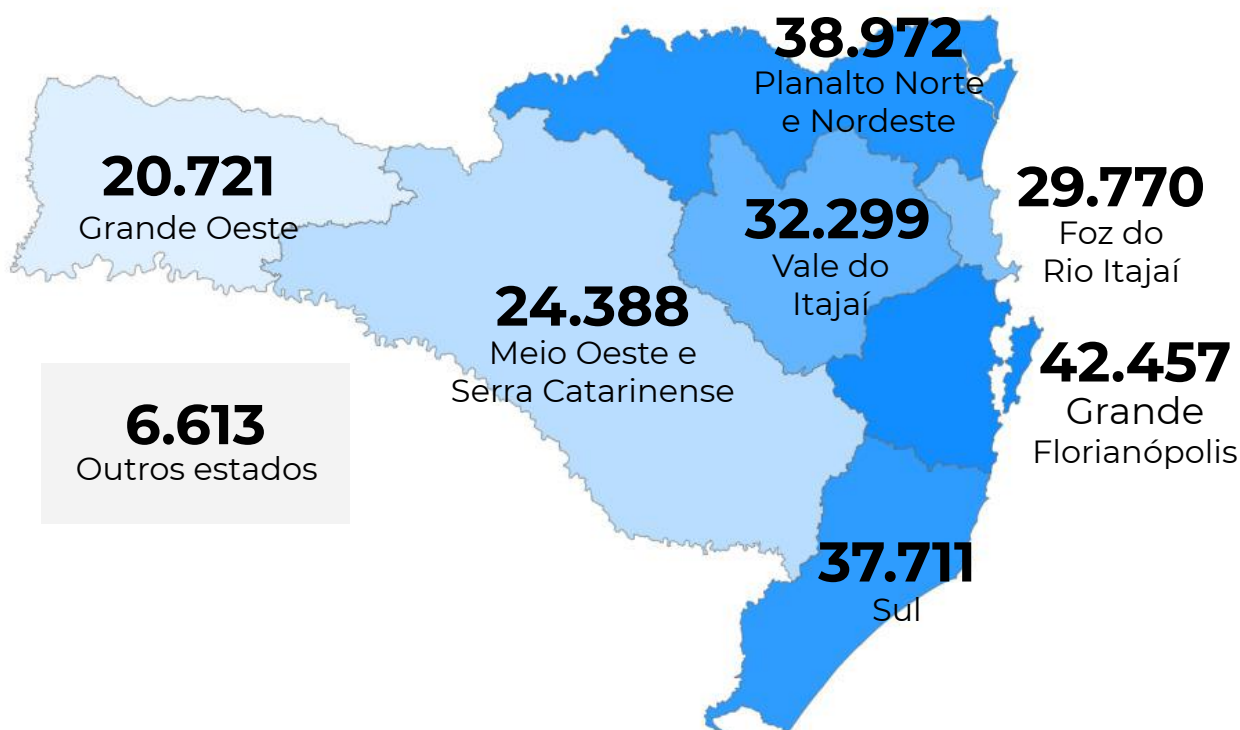 38.972
Planalto Norte
e Nordeste
20.721
Grande Oeste
32.299
Vale do
Itajaí
29.770
Foz do
Rio Itajaí
24.388
Meio Oeste e
Serra Catarinense
42.457
Grande
Florianópolis
6.613
Outros estados
37.711
Sul